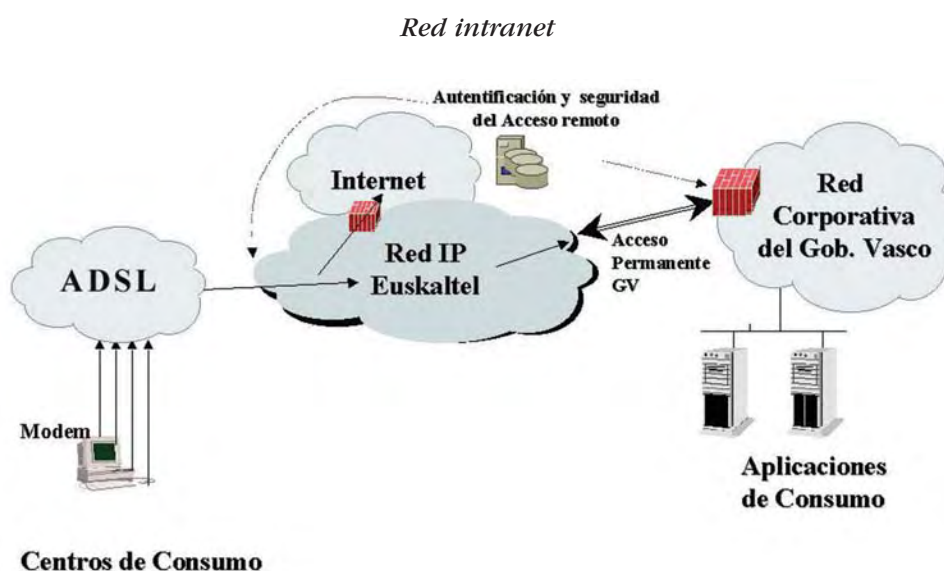 Red intranet
Autentificación y seguridad
del Acceso remoto
Internet
Red
Corporativa
del Gob. Vasco
Red IP
Euskaltel
Acceso
Permanente
GV
ADSL
Modem
Aplicaciones
de Consumo
Centros de Consumo